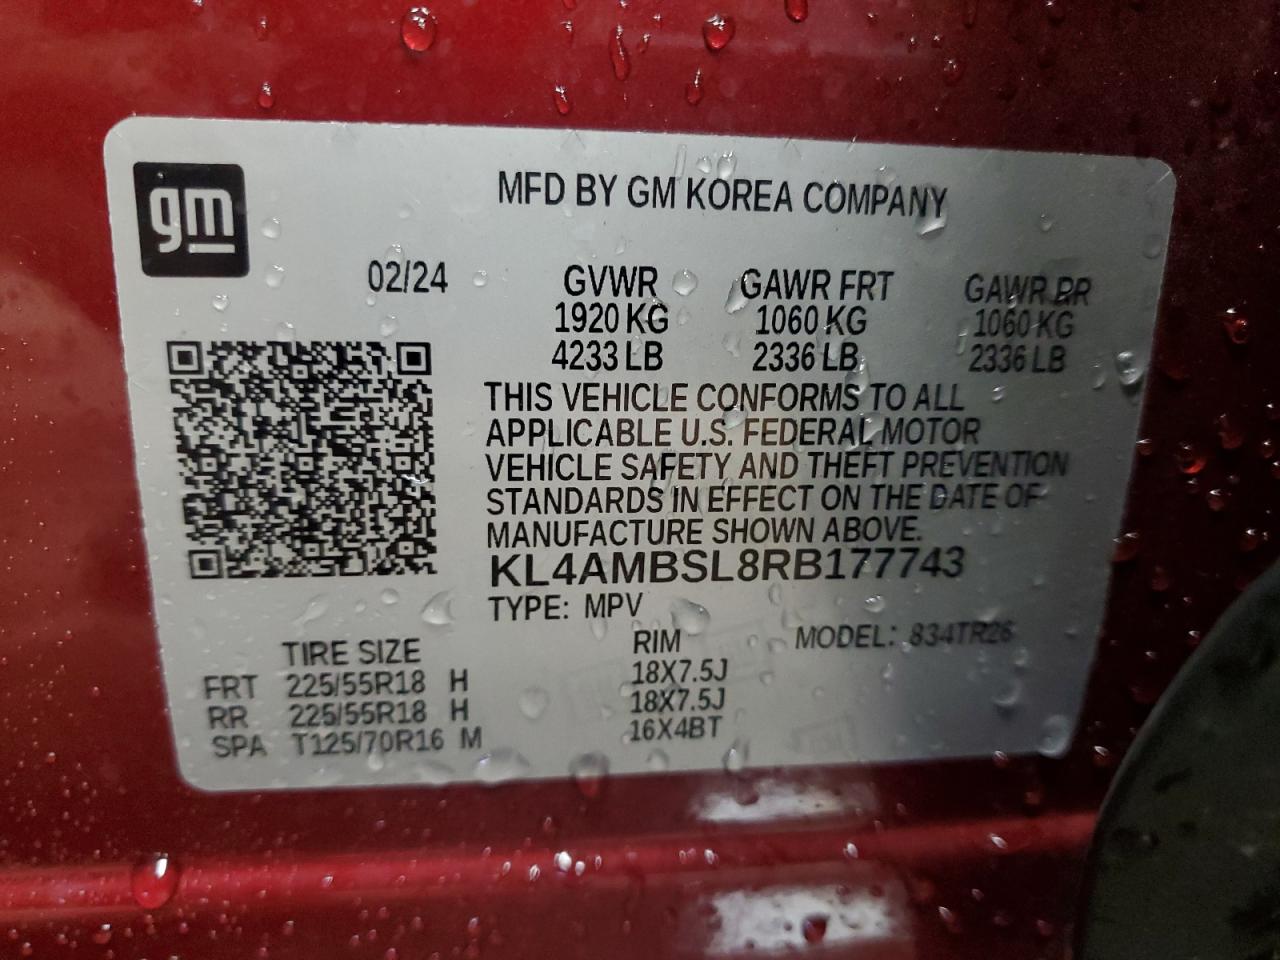 gm
MFD BY GM KOREA COMPANY
02/24 GVWR GAWR FRT GAWR RR
1920 KG 1060 KG 1060 KG
4233 LB 2336 LB 2336 LB
THIS VEHICLE CONFORMS TO ALL
APPLICABLE U.S. FEDERAL MOTOR
VEHICLE SAFETY AND THEFT PREVENTION
STANDARDS IN EFFECT ON THE DATE OF
MANUFACTURE SHOWN ABOVE.
KL4AMBSL8RB177743
TYPE: MPV
MODEL: 834TR26
TIRE SIZE RIM
FRT 225/55R18 H 18X7.5J
RR 225/55R18 H 18X7.5J
SPA T125/70R16 M 16X4BT